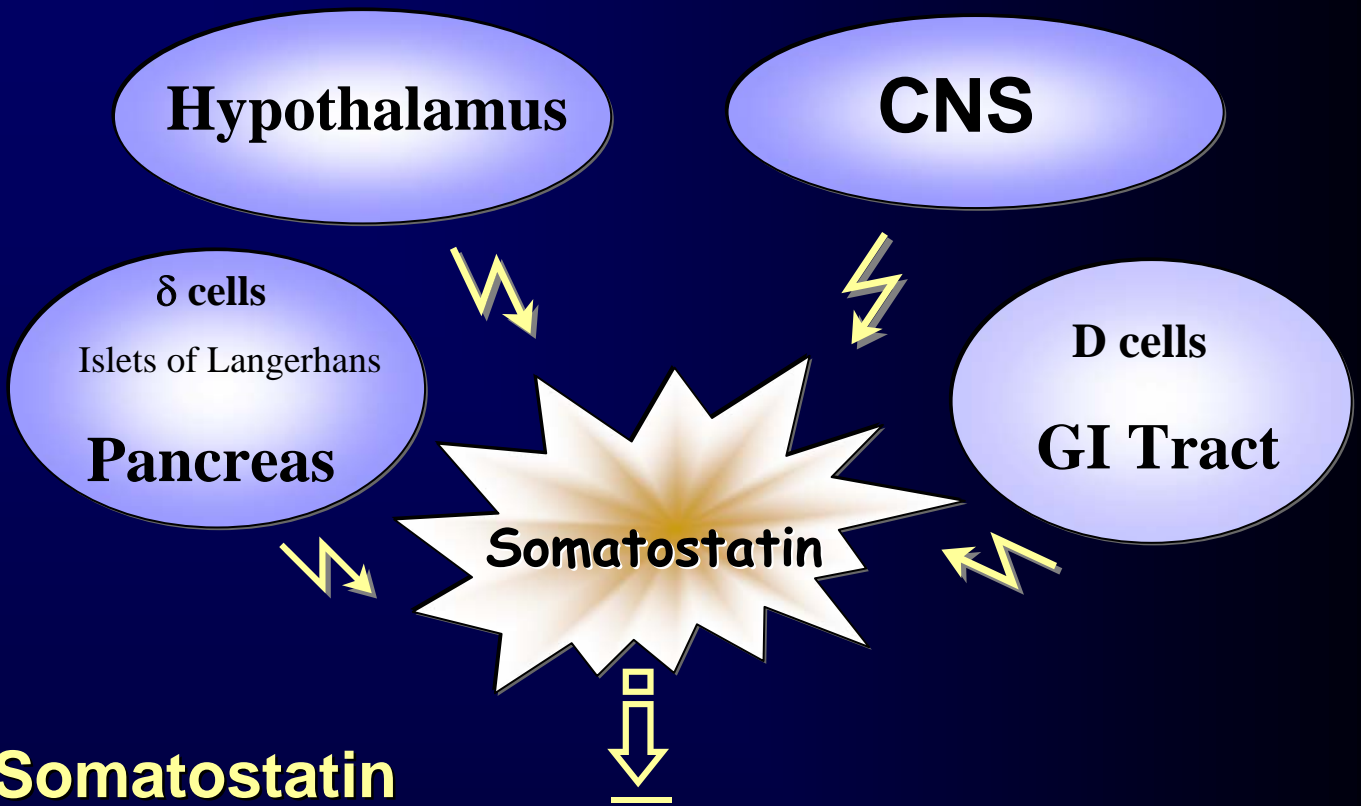 Hypothalamus
CNS
δ cells
Islets of Langerhans
Pancreas
D cells
GI Tract
Somatostatin
Somatostatin